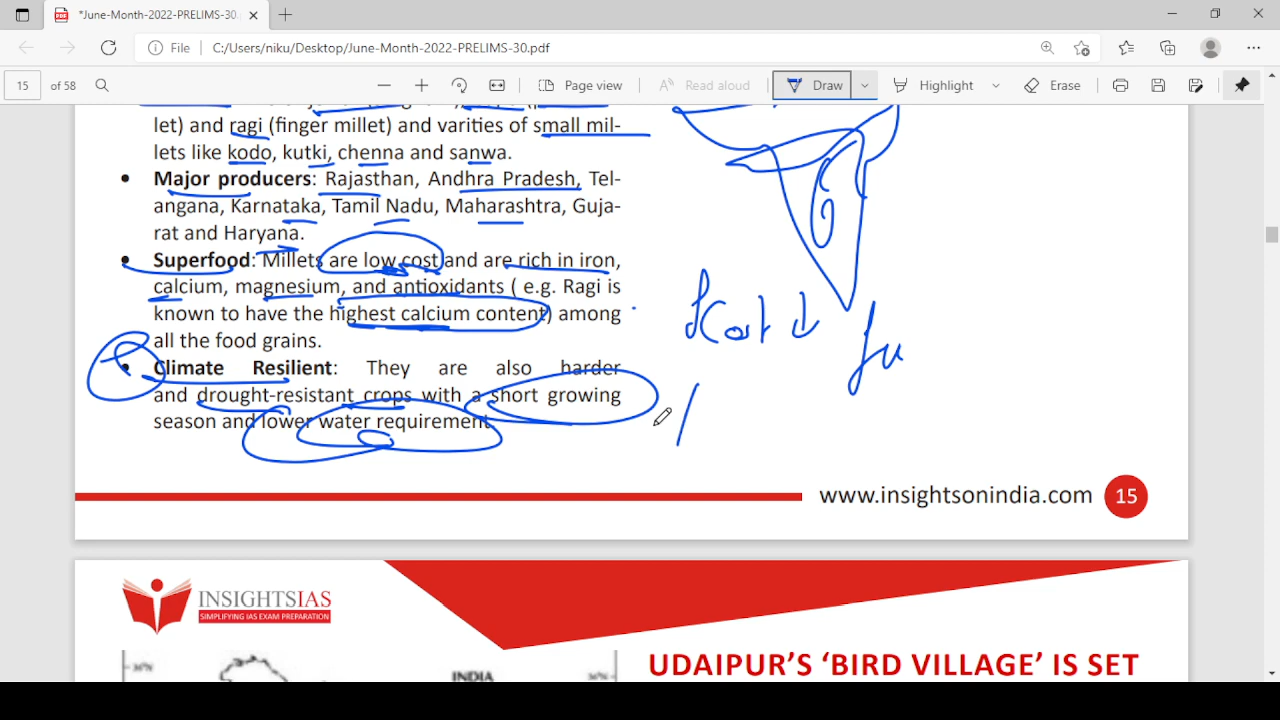 *June-Month-2022-PRELIMS-30.
File C:/Users/niku/Desktop/June-Month-2022-PRELIMS-30.pdf
15 of 58 Page view Read aloud Draw Highlight Erase
let) and ragi (finger millet) and varities of small mil-
lets like kodo, kutki, chenna and sanwa.
• Major producers: Rajasthan, Andhra Pradesh, Tel-
angana, Karnataka, Tamil Nadu, Maharashtra, Guja-
rat and Haryana.
• Superfood: Millets are low cost and are rich in iron,
calcium, magnesium, and antioxidants ( e.g. Ragi is
known to have the highest calcium content) among
all the food grains.
• Climate Resilient: They are also harder
and drought-resistant crops with a short growing
season and lower water requirement.
www.insightsonindia.com 15
INSIGHTSIAS
SIMPLIFYING IAS EXAM PREPARATION
INDIA
UDAIPUR'S 'BIRD VILLAGE' IS SET